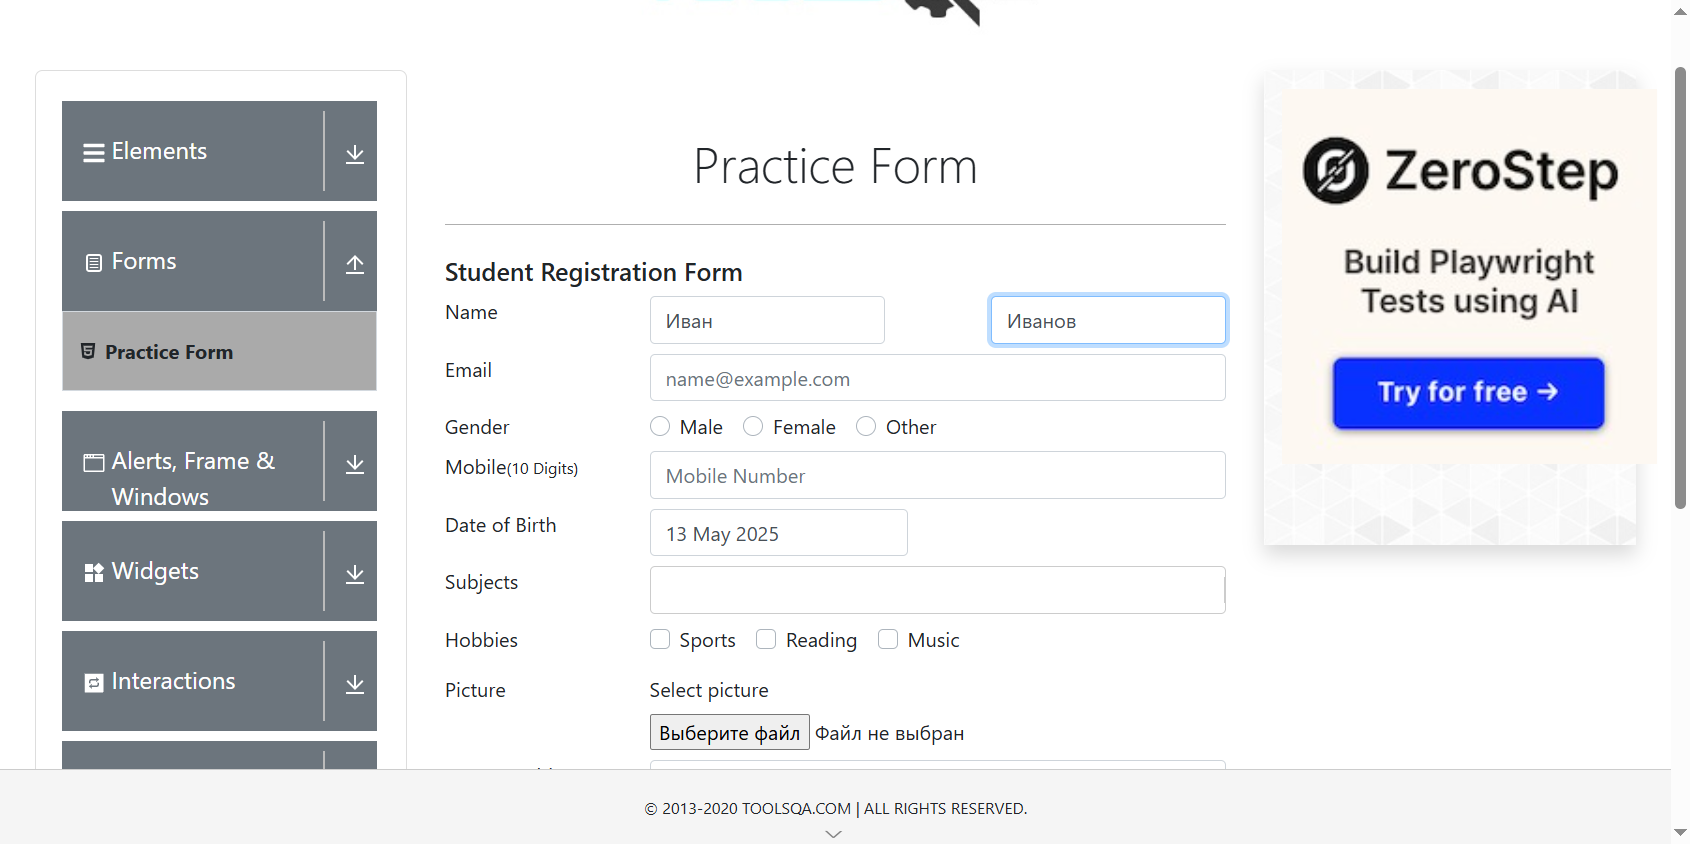 Elements
Forms
Practice Form
Alerts, Frame &
Windows
Widgets
Interactions
Practice Form
Student Registration Form
Name Иван Иванов
Email name@example.com
Gender Male Female Other
Mobile(10 Digits) Mobile Number
Date of Birth 13 May 2025
Subjects
Hobbies Sports Reading Music
Picture Select picture
Выберите файл Файл не выбран
ZeroStep
Build Playwright
Tests using AI
Try for free →
© 2013-2020 TOOLSQA.COM | ALL RIGHTS RESERVED.